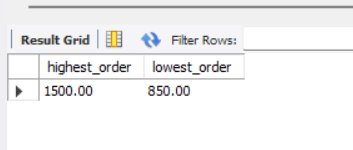 Result Grid Filter Rows:
highest_order lowest_order
1500.00 850.00